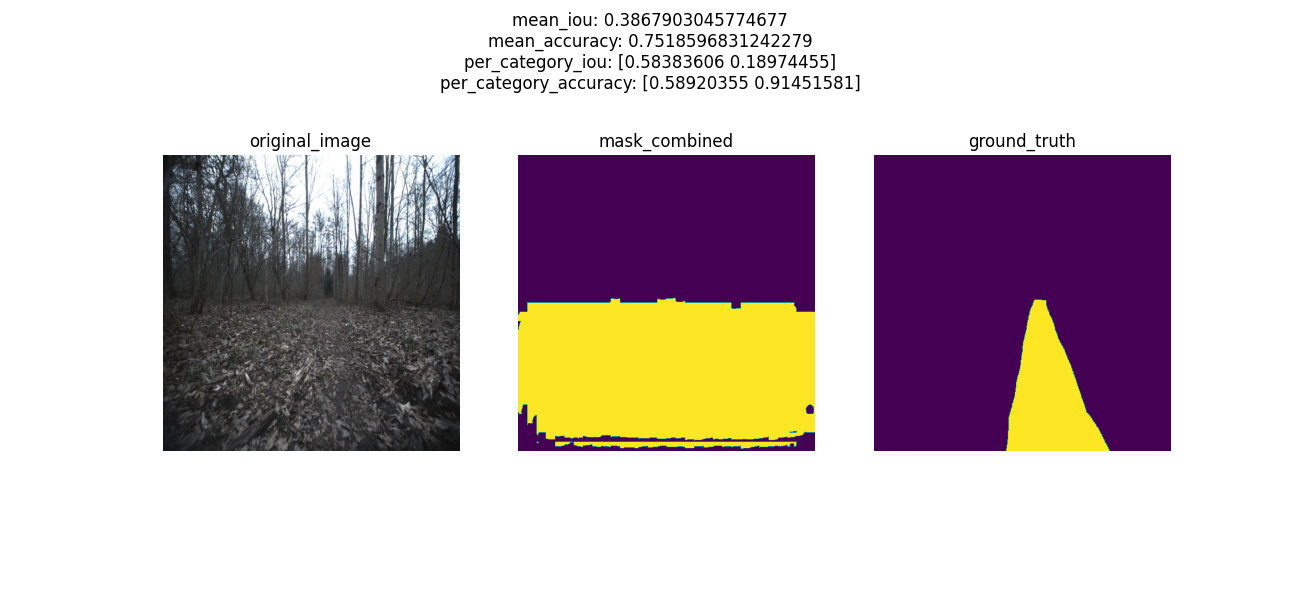 mean_iou: 0.3867903045774677
mean_accuracy: 0.7518596831242279
per_category_iou: [0.58383606 0.18974455]
per_category_accuracy: [0.58920355 0.91451581]
original_image
mask_combined
ground_truth